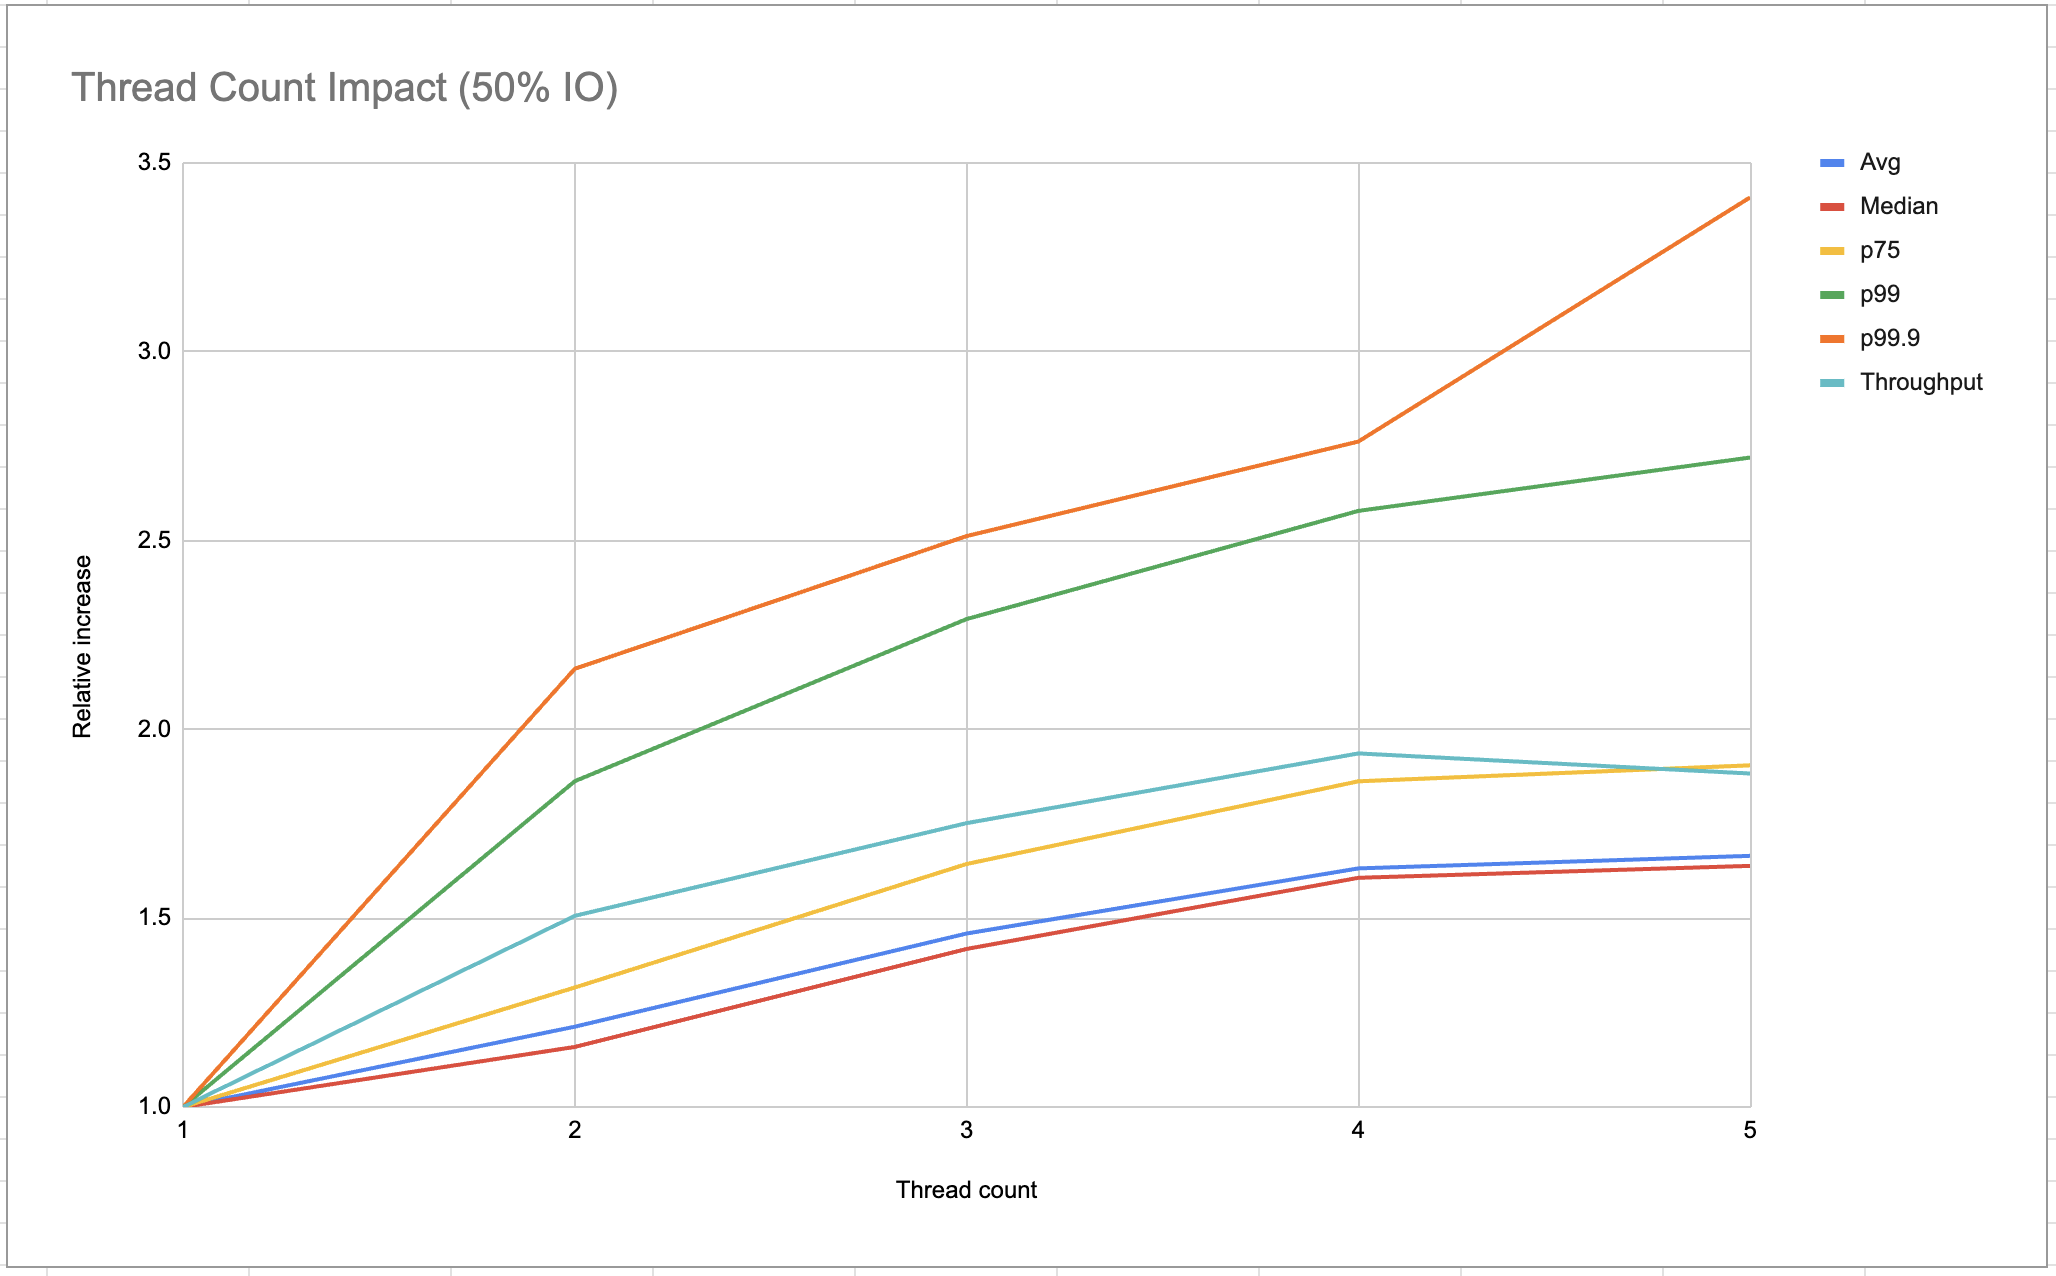 Thread Count Impact (50% IO)
3.5
3.0
2.5
2.0
1.5
1.0
Relative increase
1
2
3
4
5
Thread count
Avg
Median
p75
p99
p99.9
Throughput